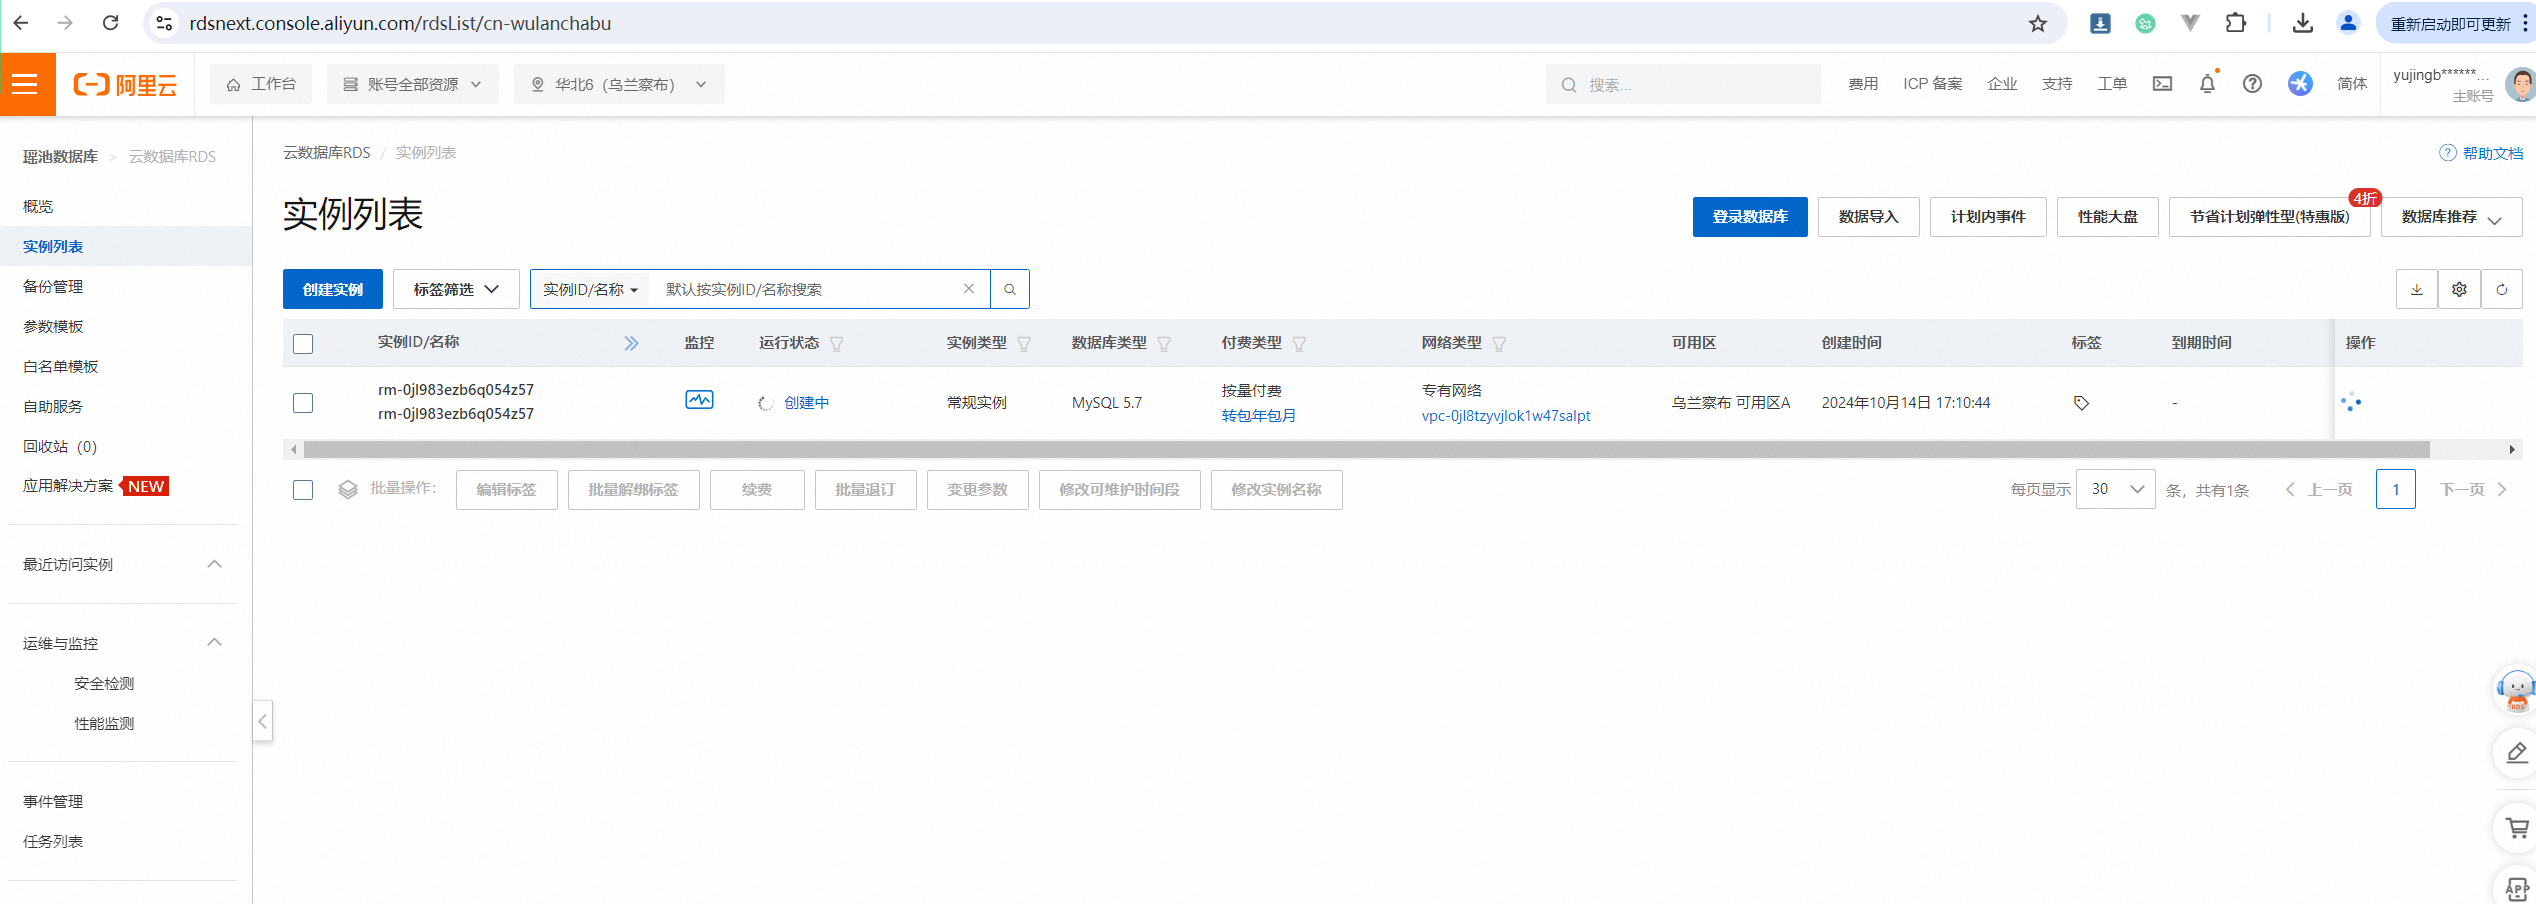 rdsnext.console.aliyun.com/rdsList/cn-wulanchabu
重新启动即可更新
阿里云
工作台
账号全部资源
华北6（乌兰察布）
搜索...
费用
ICP 备案
企业
支持
工单
简体
yujingb******...
主账号
瑶池数据库 > 云数据库RDS
概览
实例列表
备份管理
参数模板
白名单模板
自助服务
回收站（0）
应用解决方案 NEW
最近访问实例
运维与监控
安全检测
性能监测
事件管理
任务列表
云数据库RDS / 实例列表
帮助文档
实例列表
登录数据库
数据导入
计划内事件
性能大盘
节省计划弹性型(特惠版)
4折
数据库推荐
创建实例
标签筛选
实例ID/名称
默认按实例ID/名称搜索
实例ID/名称 监控 运行状态 实例类型 数据库类型 付费类型 网络类型 可用区 创建时间 标签 到期时间 操作
rm-0jl983ezb6q054z57
rm-0jl983ezb6q054z57
创建中
常规实例
MySQL 5.7
按量付费
转包年包月
专有网络
vpc-0jl8tzyvjlok1w47salpt
乌兰察布 可用区A
2024年10月14日 17:10:44
-
批量操作：
编辑标签
批量解绑标签
续费
批量退订
变更参数
修改可维护时间段
修改实例名称
每页显示 30 条，共有1条
上一页
1
下一页
RDS
APP